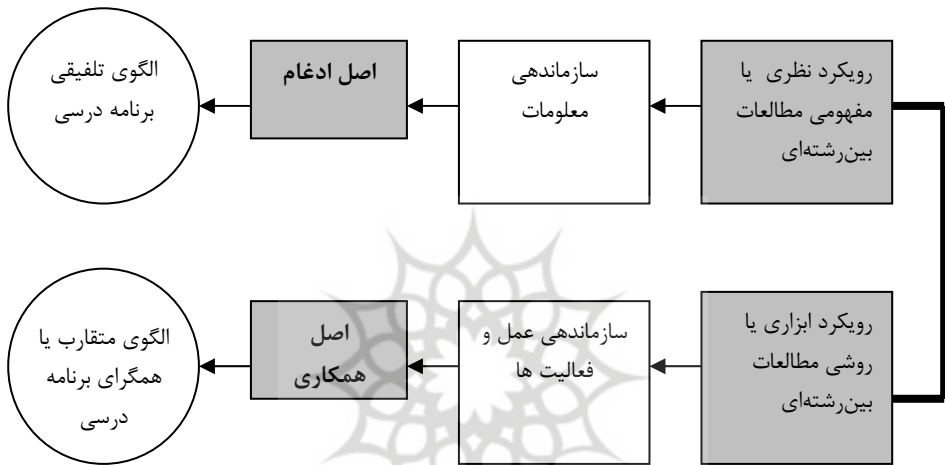 رویکرد نظری یا
مفهومی مطالعات
بین‌رشته‌ای
سازماندهی
معلومات
اصل ادغام
الگوی تلفیقی
برنامه درسی
رویکرد ابزاری یا
روشی مطالعات
بین‌رشته‌ای
سازماندهی عمل و
فعالیت ها
اصل
همکاری
الگوی متقارب یا
همگرای برنامه
درسی